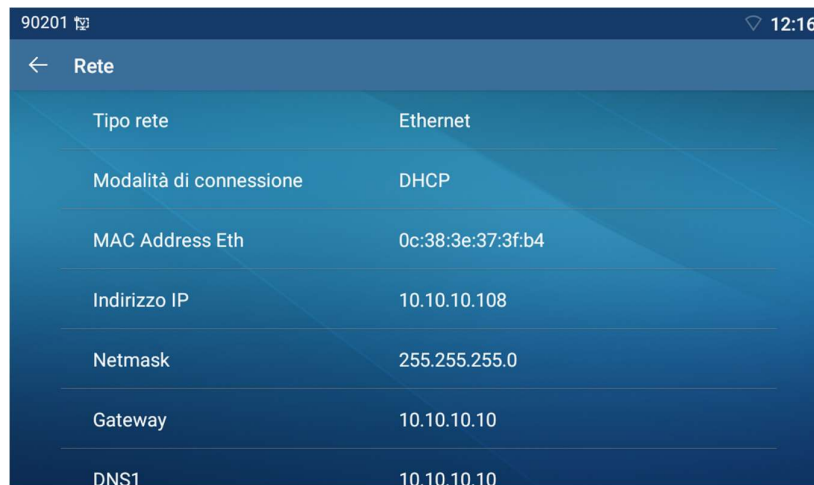 90201 12:16
Rete
Tipo rete Ethernet
Modalità di connessione DHCP
MAC Address Eth 0c:38:3e:37:3f:b4
Indirizzo IP 10.10.10.108
Netmask 255.255.255.0
Gateway 10.10.10.10
DNS1 10.10.10.10